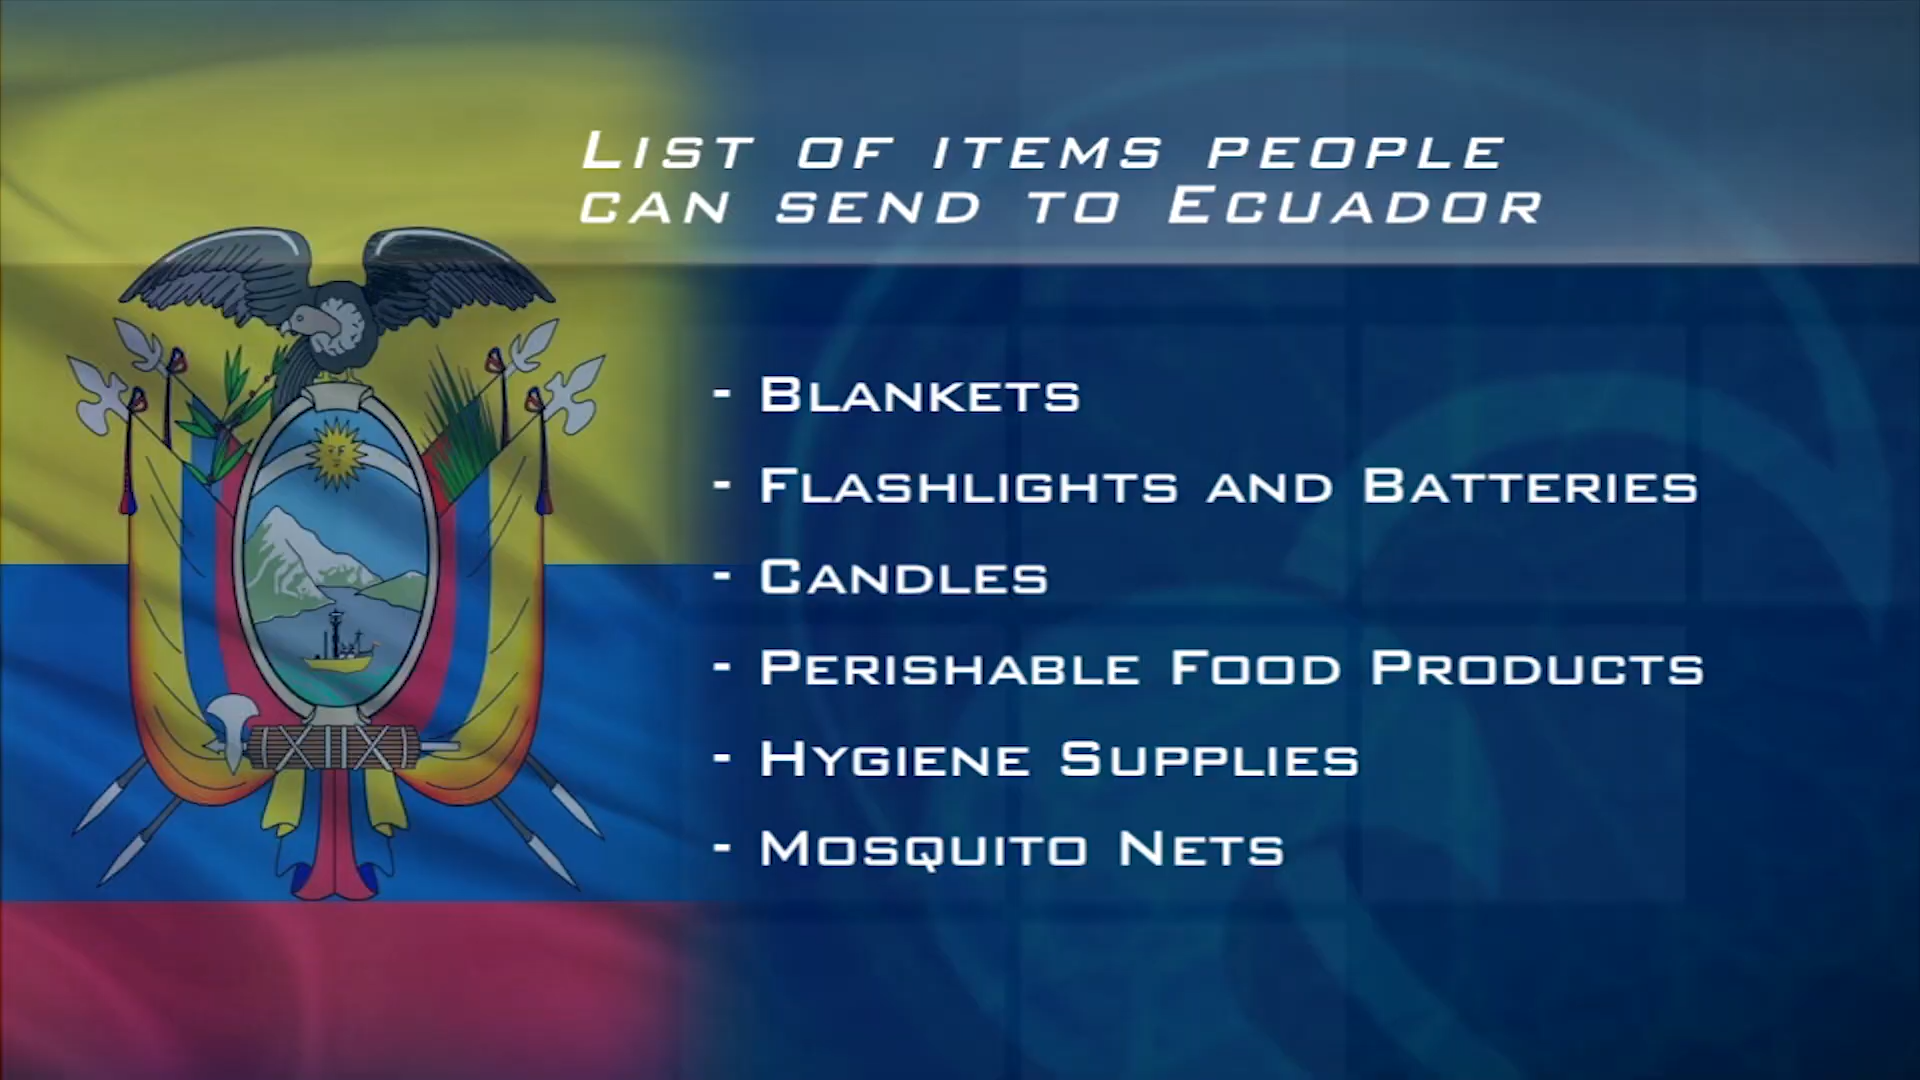 List of items people
can send to Ecuador
- Blankets
- Flashlights and Batteries
- Candles
- Perishable Food Products
- Hygiene Supplies
- Mosquito Nets